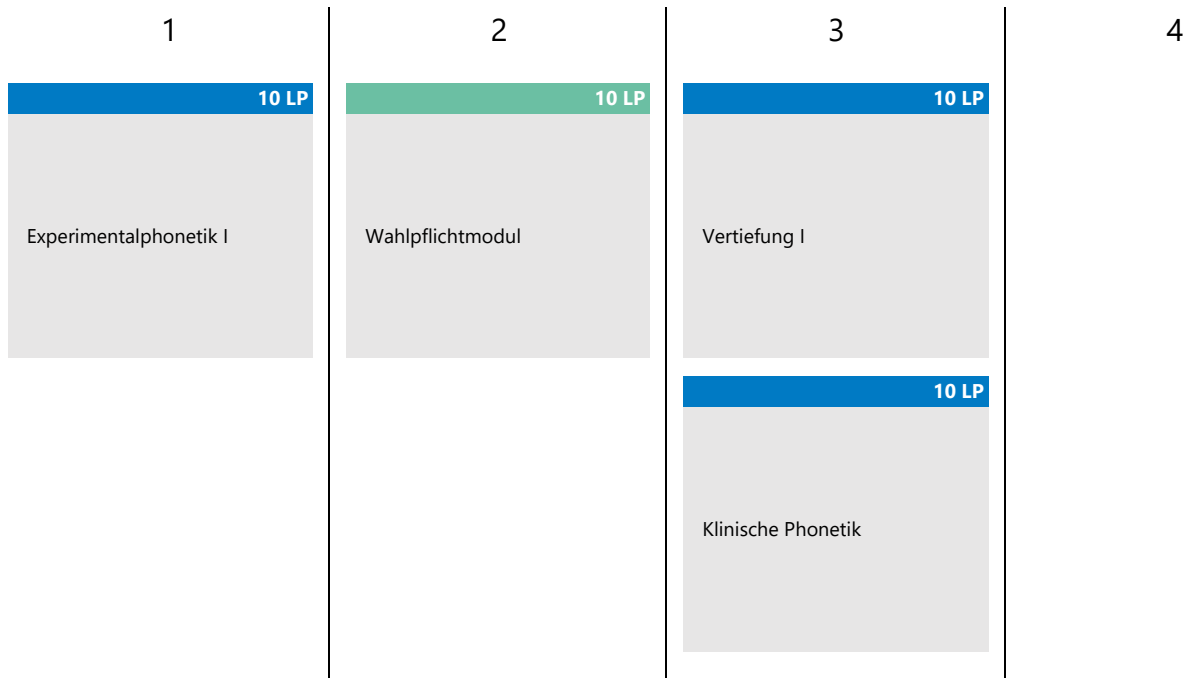 1
2
3
4
10 LP
10 LP
10 LP
Experimentalphonetik I
Wahlpflichtmodul
Vertiefung I
10 LP
Klinische Phonetik